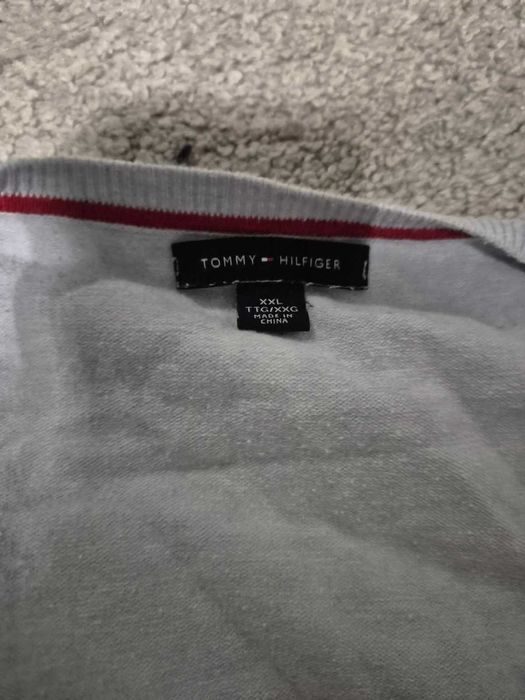 TOMMY HILFIGER
XXL
TTG/XXG
MADE IN
CHINA